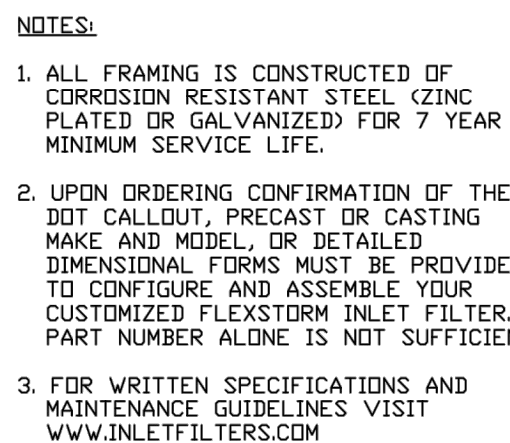 NOTES:
1. ALL FRAMING IS CONSTRUCTED OF
CORROSION RESISTANT STEEL (ZINC
PLATED OR GALVANIZED) FOR 7 YEAR
MINIMUM SERVICE LIFE.
2. UPON ORDERING CONFIRMATION OF THE
DOT CALLOUT, PRECAST OR CASTING
MAKE AND MODEL, OR DETAILED
DIMENSIONAL FORMS MUST BE PROVIDE
TO CONFIGURE AND ASSEMBLE YOUR
CUSTOMIZED FLEXSTORM INLET FILTER.
PART NUMBER ALONE IS NOT
3. FOR WRITTEN SPECIFICATIONS AND
MAINTENANCE GUIDELINES VISIT
WWW.INLETFILTERS.COM